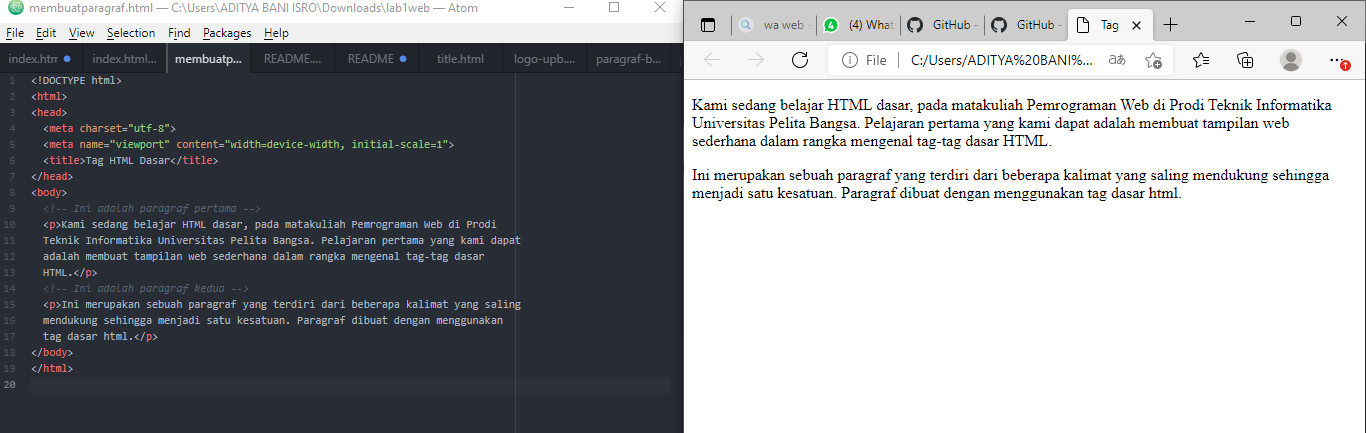 membuatparagraf.html — C:\Users\ADITYA BANI ISRO\Downloads\lab1web — Atom
File Edit View Selection Find Packages Help
index.htm index.html... membuatp... README.... README title.html logo-upb.... paragraf-b...
1 <!DOCTYPE html>
2 <html>
3 <head>
4 <meta charset="utf-8">
5 <meta name="viewport" content="width=device-width, initial-scale=1">
6 <title>Tag HTML Dasar</title>
7 </head>
8 <body>
9 <!-- Ini adalah paragraf pertama -->
10 <p>Kami sedang belajar HTML dasar, pada matakuliah Pemrograman Web di Prodi
11 Teknik Informatika Universitas Pelita Bangsa. Pelajaran pertama yang kami dapat
12 adalah membuat tampilan web sederhana dalam rangka mengenal tag-tag dasar
13 HTML.</p>
14 <!-- Ini adalah paragraf kedua -->
15 <p>Ini merupakan sebuah paragraf yang terdiri dari beberapa kalimat yang saling
16 mendukung sehingga menjadi satu kesatuan. Paragraf dibuat dengan menggunakan
17 tag dasar html.</p>
18 </body>
19 </html>
20
wa web - 4 (4) What GitHub - GitHub - Tag
File C:/Users/ADITYA%20BANI%... aあ
Kami sedang belajar HTML dasar, pada matakuliah Pemrograman Web di Prodi Teknik Informatika
Universitas Pelita Bangsa. Pelajaran pertama yang kami dapat adalah membuat tampilan web
sederhana dalam rangka mengenal tag-tag dasar HTML.
Ini merupakan sebuah paragraf yang terdiri dari beberapa kalimat yang saling mendukung sehingga
menjadi satu kesatuan. Paragraf dibuat dengan menggunakan tag dasar html.